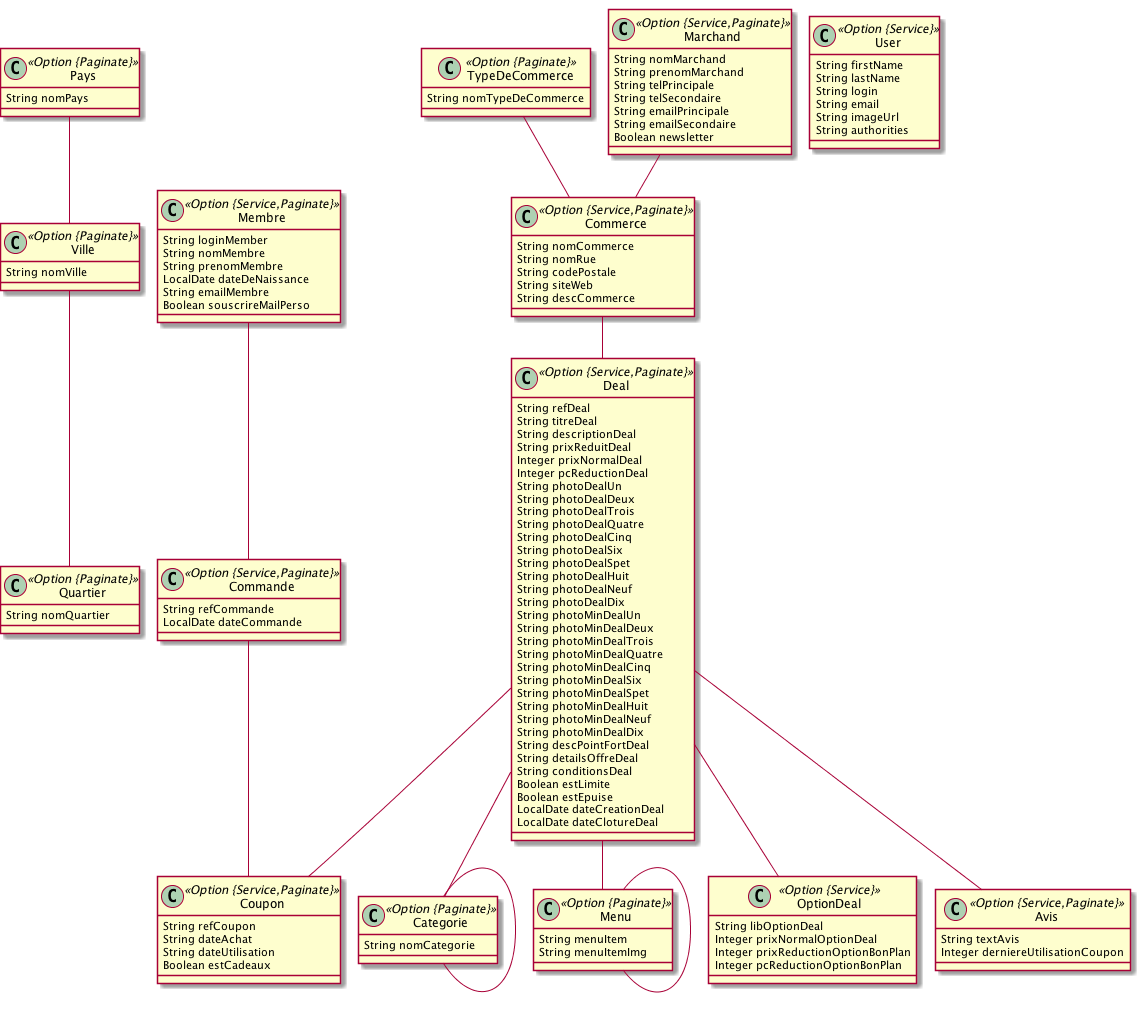 C «Option {Paginate}»
Pays
String nomPays
C «Option {Paginate}»
TypeDeCommerce
String nomTypeDeCommerce
C «Option {Service,Paginate}»
Marchand
String nomMarchand
String prenomMarchand
String telPrincipale
String telSecondaire
String emailPrincipale
String emailSecondaire
Boolean newsletter
C «Option {Service}»
User
String firstName
String lastName
String login
String email
String imageUrl
String authorities
C «Option {Paginate}»
Ville
String nomVille
C «Option {Service,Paginate}»
Membre
String loginMember
String nomMembre
String prenomMembre
LocalDate dateDeNaissance
String emailMembre
Boolean souscrireMailPerso
C «Option {Service,Paginate}»
Commerce
String nomCommerce
String nomRue
String codePostale
String siteWeb
String descCommerce
C «Option {Service,Paginate}»
Deal
String refDeal
String titreDeal
String descriptionDeal
String prixReduitDeal
Integer prixNormalDeal
Integer pcReductionDeal
String photoDealUn
String photoDealDeux
String photoDealTrois
String photoDealQuatre
String photoDealCinq
String photoDealSix
String photoDealSpet
String photoDealHuit
String photoDealNeuf
String photoDealDix
String photoMinDealUn
String photoMinDealDeux
String photoMinDealTrois
String photoMinDealQuatre
String photoMinDealCinq
String photoMinDealSix
String photoMinDealSpet
String photoMinDealHuit
String photoMinDealNeuf
String photoMinDealDix
String descPointFortDeal
String detailsOffreDeal
String conditionsDeal
Boolean estLimite
Boolean estEpuise
LocalDate dateCreationDeal
LocalDate dateClotureDeal
C «Option {Paginate}»
Quartier
String nomQuartier
C «Option {Service,Paginate}»
Commande
String refCommande
LocalDate dateCommande
C «Option {Service,Paginate}»
Coupon
String refCoupon
String dateAchat
String dateUtilisation
Boolean estCadeaux
C «Option {Paginate}»
Categorie
String nomCategorie
C «Option {Paginate}»
Menu
String menuItem
String menuItemImg
C «Option {Service}»
OptionDeal
String libOptionDeal
Integer prixNormalOptionDeal
Integer prixReductionOptionBonPlan
Integer pcReductionOptionBonPlan
C «Option {Service,Paginate}»
Avis
String textAvis
Integer derniereUtilisationCoupon